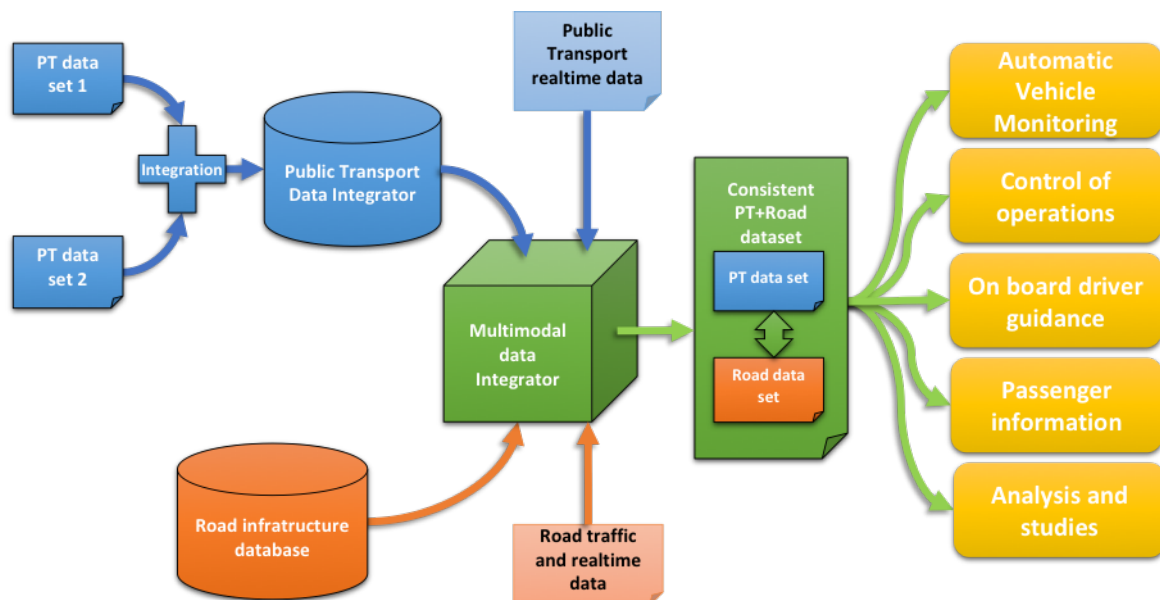 PT data
set 1
Integration
PT data
set 2
Public Transport
Data Integrator
Public
Transport
realtime data
Multimodal
data
Integrator
Road infratructure
database
Road traffic
and realtime
data
Consistent
PT+Road
dataset
PT data set
Road data
set
Automatic
Vehicle
Monitoring
Control of
operations
On board driver
guidance
Passenger
information
Analysis and
studies